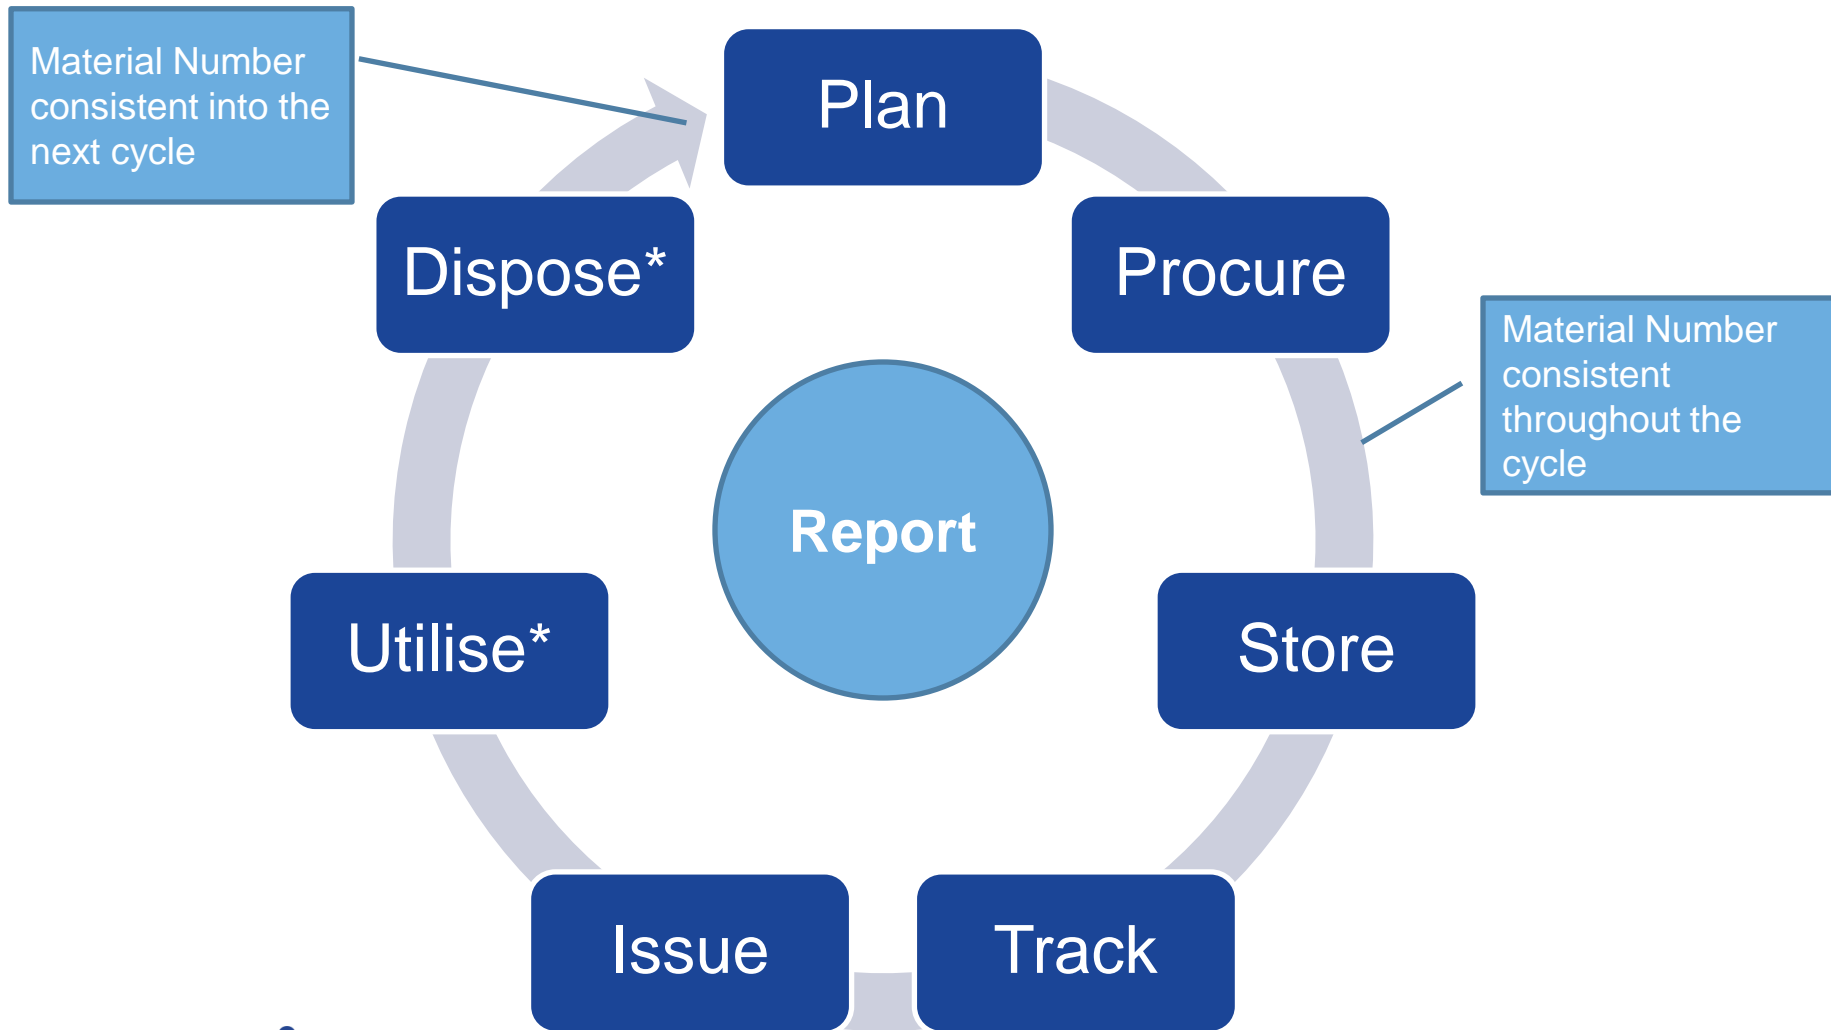 Material Number
consistent into the
next cycle
Plan
Procure
Material Number
consistent
throughout the
cycle
Store
Track
Issue
Utilise*
Dispose*
Report